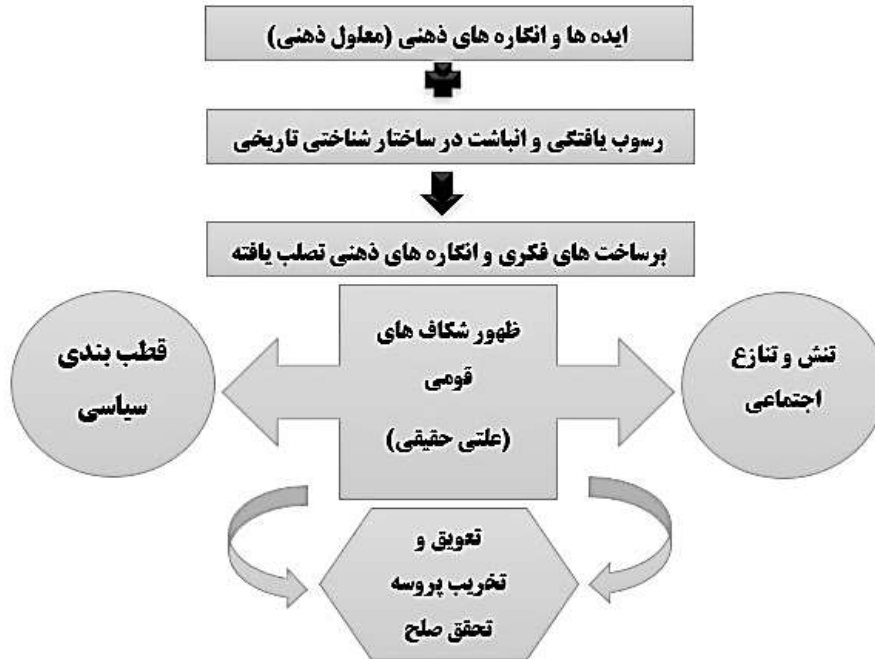 ایده ها و انگاره های ذهنی (معلول ذهنی)
رسوب یافتگی و انباشت در ساختار شناختی تاریخی
برساخت های فکری و انگاره های ذهنی تصلب یافته
تنش و تنازع
اجتماعی
ظهور شکاف های
قومی
(علتی حقیقی)
قطب بندی
سیاسی
تعویق و
تخریب پروسه
تحقق صلح